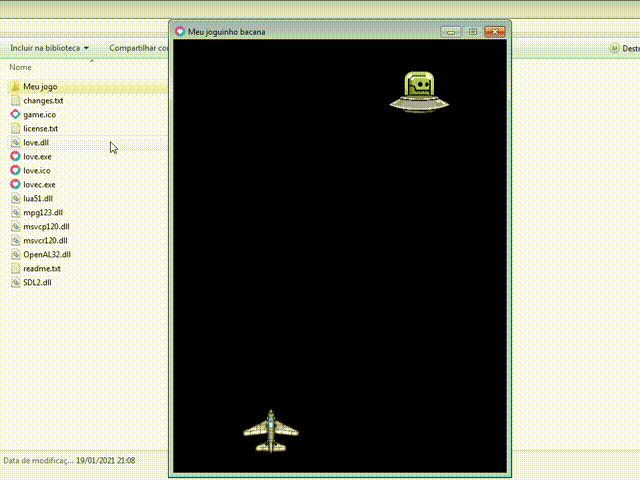 Meu joguinho bacana
Incluir na biblioteca
Compartilhar co
Destr
Nome
Meu jogo
changes.txt
game.ico
license.txt
love.dll
love.exe
love.ico
lovec.exe
lua51.dll
mpg123.dll
msvcp120.dll
msvcr120.dll
OpenAL32.dll
readme.txt
SDL2.dll
Data de modificaç... 19/01/2021 21:08